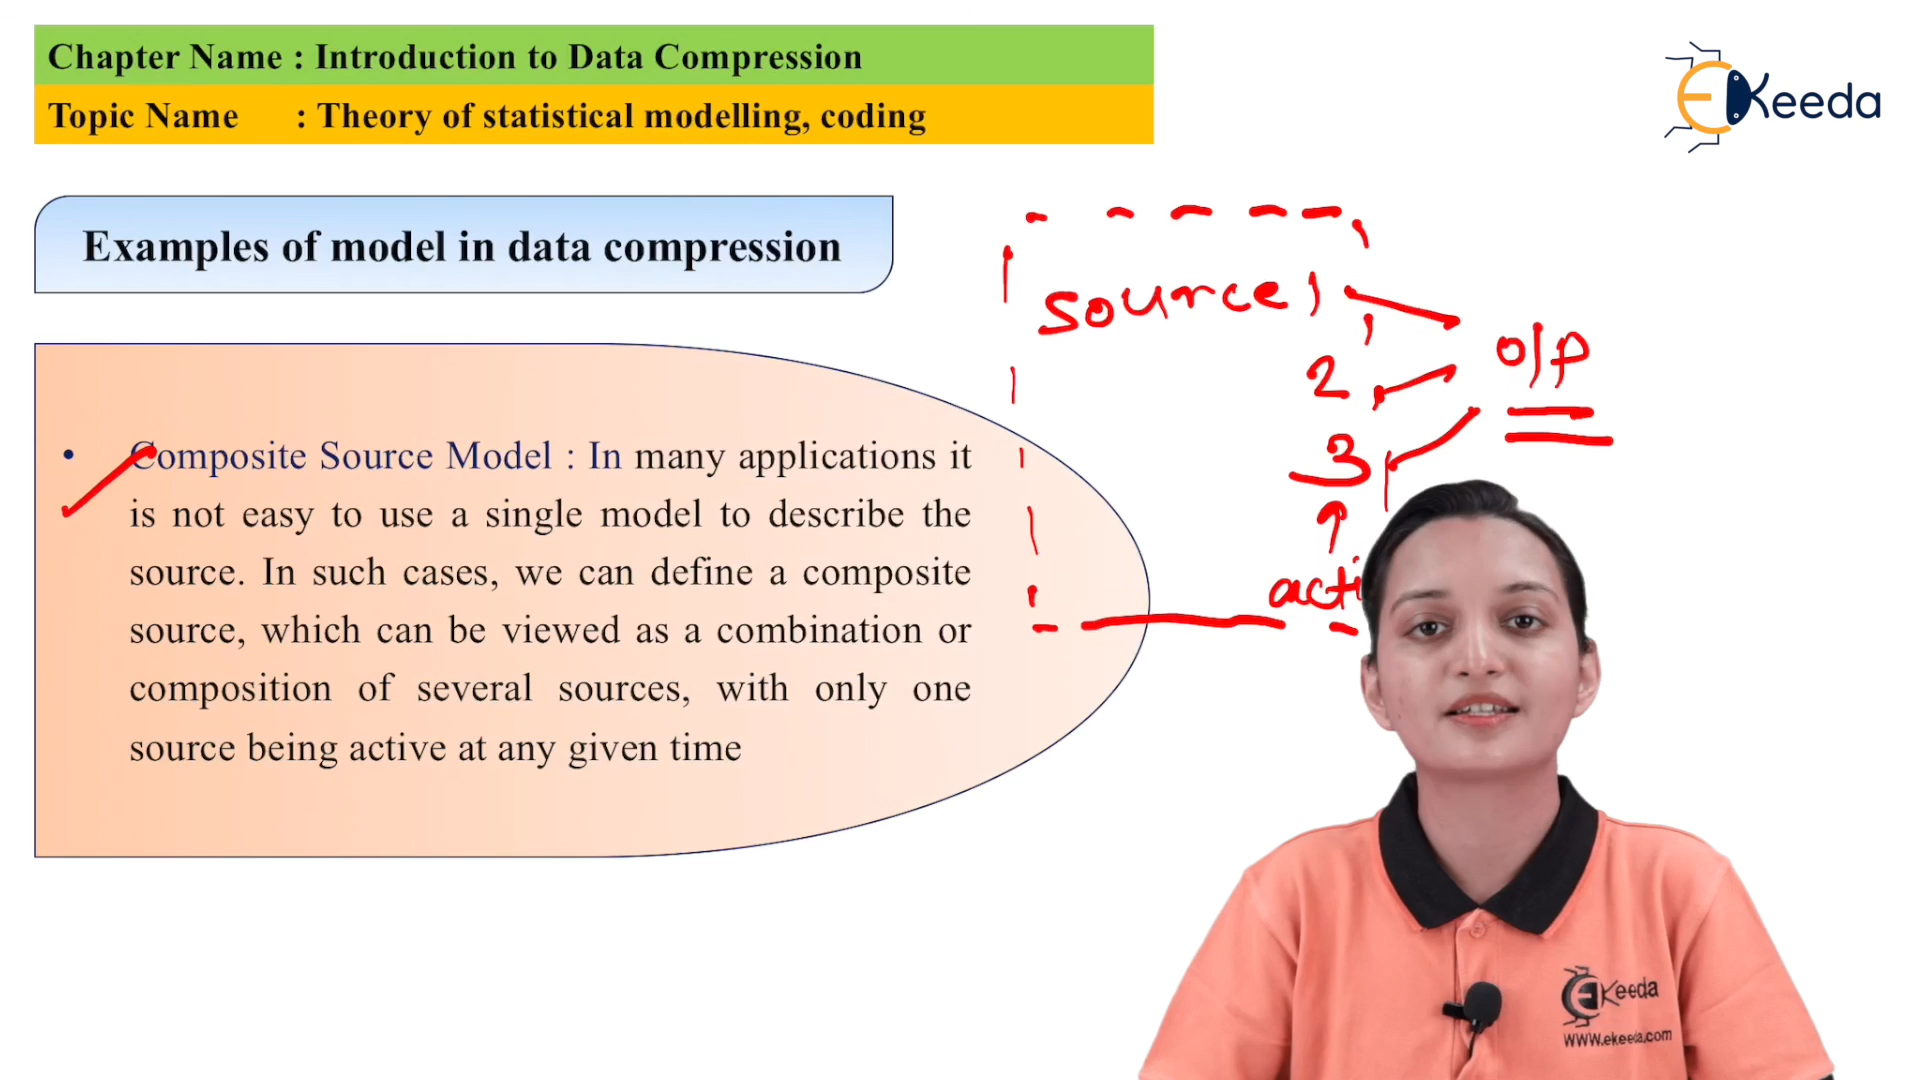 Chapter Name : Introduction to Data Compression
Topic Name : Theory of statistical modelling, coding
EKeeda
Examples of model in data compression
• Composite Source Model : In many applications it
is not easy to use a single model to describe the
source. In such cases, we can define a composite
source, which can be viewed as a combination or
composition of several sources, with only one
source being active at any given time
source 1
2
3
o/p
acti
EKeeda
www.ekeeda.com